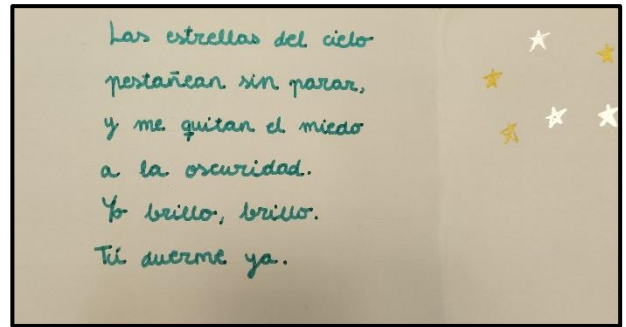 Las estrellas del cielo
pestañean sin parar,
y me quitan el miedo
a la oscuridad.
Yo brillo, brillo.
Tú duerme ya.